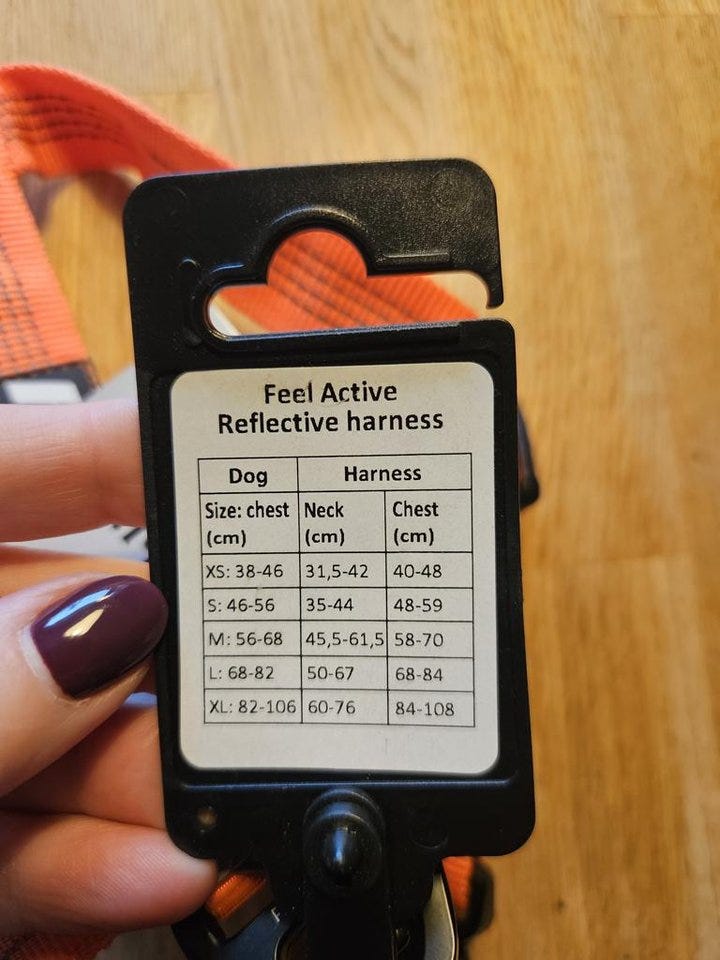 Feel Active
Reflective harness
Dog Harness
Size: chest (cm) Neck (cm) Chest (cm)
XS: 38-46 31,5-42 40-48
S: 46-56 35-44 48-59
M: 56-68 45,5-61,5 58-70
L: 68-82 50-67 68-84
XL: 82-106 60-76 84-108
F